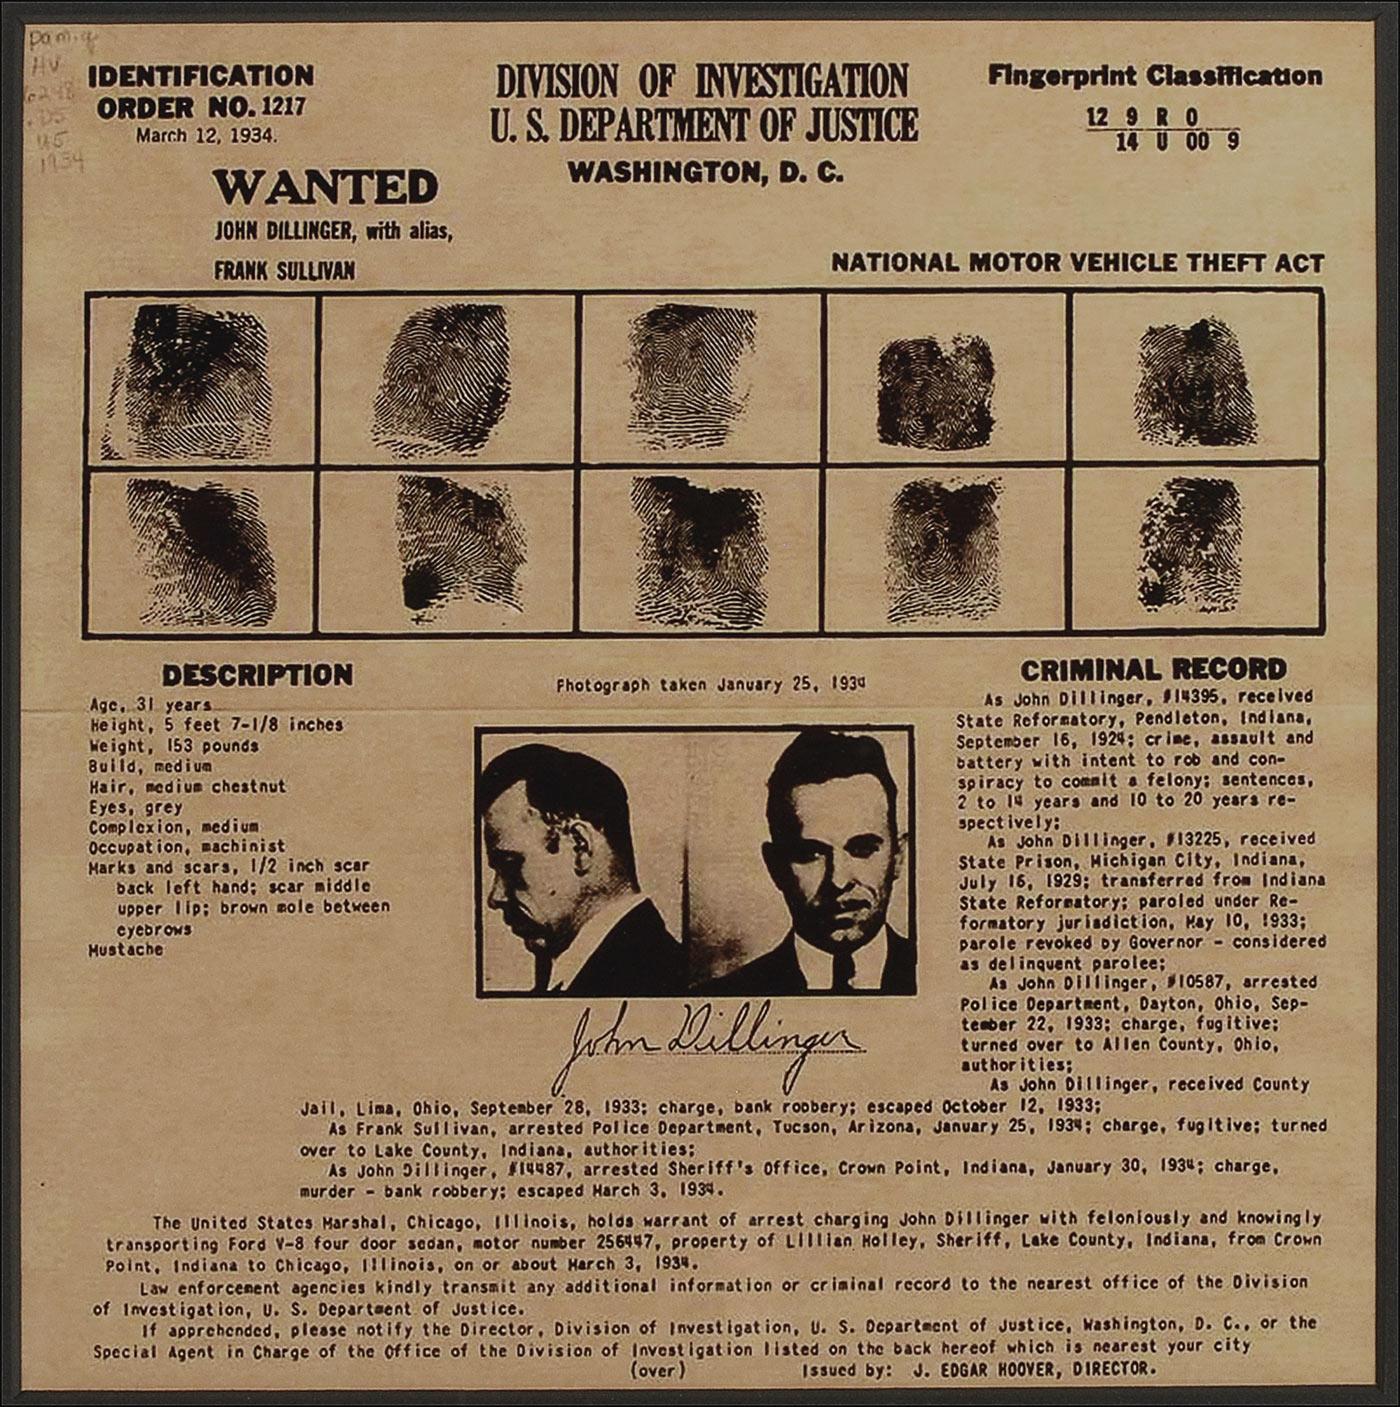 pam.q
HV
1934
IDENTIFICATION
ORDER NO. 1217
March 12, 1934.
DIVISION OF INVESTIGATION
U. S. DEPARTMENT OF JUSTICE
WASHINGTON, D. C.
Fingerprint Classification
12 9 R O
14 U OO 9
WANTED
JOHN DILLINGER, with alias,
FRANK SULLIVAN
NATIONAL MOTOR VEHICLE THEFT ACT
DESCRIPTION
Age, 31 years
Height, 5 feet 7-1/8 inches
Weight, 153 pounds
Build, medium
Hair, medium chestnut
Eyes, grey
Complexion, medium
Occupation, machinist
Marks and scars, 1/2 inch scar
back left hand; scar middle
upper lip; brown mole between
eyebrows
Mustache
Photograph taken January 25, 1934
John Dillinger
CRIMINAL RECORD
As John Dillinger, #14395, received
State Reformatory, Pendleton, Indiana,
September 16, 1924; crime, assault and
battery with intent to rob and con-
spiracy to commit a felony; sentences,
2 to 14 years and 10 to 20 years re-
spectively;
As John Dillinger, #13225, received
State Prison, Michigan City, Indiana,
July 16, 1929; transferred from Indiana
State Reformatory; paroled under Re-
formatory jurisdiction, May 10, 1933;
parole revoked by Governor - considered
as delinquent parolee;
As John Dillinger, #10587, arrested
Police Department, Dayton, Ohio, Sep-
tember 22, 1933; charge, fugitive;
turned over to Allen County, Ohio,
authorities;
As John Dillinger, received County
Jail, Lima, Ohio, September 28, 1933; charge, bank robbery; escaped October 12, 1933;
As Frank Sullivan, arrested Police Department, Tucson, Arizona, January 25, 1934; charge, fugitive; turned
over to Lake County, Indiana, authorities;
As John Dillinger, #14487, arrested Sheriff's Office, Crown Point, Indiana, January 30, 1934; charge,
murder - bank robbery; escaped March 3, 1934.
The United States Marshal, Chicago, Illinois, holds warrant of arrest charging John Dillinger with feloniously and knowingly
transporting Ford V-8 four door sedan, motor number 256447, property of Lillian Holley, Sheriff, Lake County, Indiana, from Crown
Point, Indiana to Chicago, Illinois, on or about March 3, 1934.
Law enforcement agencies kindly transmit any additional information or criminal record to the nearest office of the Division
of Investigation, U. S. Department of Justice.
If apprehended, please notify the Director, Division of Investigation, U. S. Department of Justice, Washington, D. C., or the
Special Agent in Charge of the Office of the Division of Investigation listed on the back hereof which is nearest your city
(over) Issued by: J. EDGAR HOOVER, DIRECTOR.